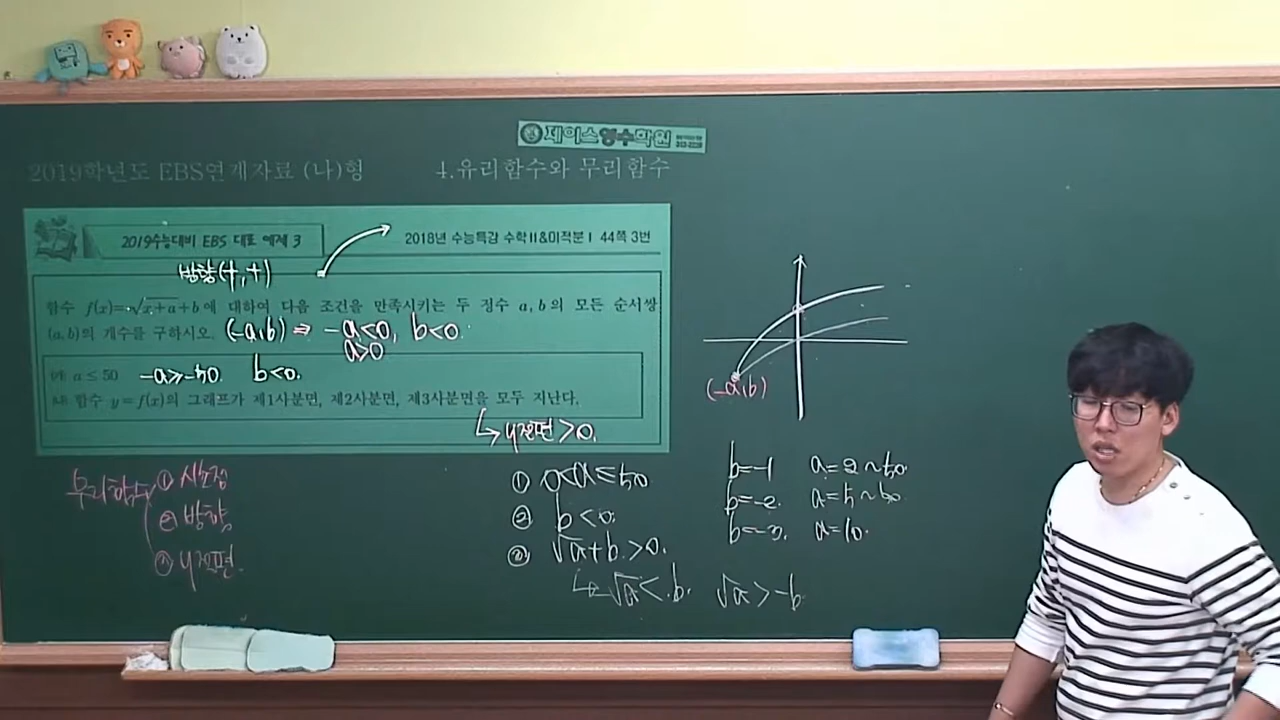 제이스영수학원
2019학년도 EBS연계자료 (나)형
4.유리함수와 무리함수
2019수능대비 EBS 대표 예제 3
2018년 수능특강 수학Ⅱ&미적분Ⅰ 44쪽 3번
방향(+,+)
함수 f(x)=√x+a+b에 대하여 다음 조건을 만족시키는 두 정수 a, b의 모든 순서쌍
(a, b)의 개수를 구하시오.
(-a,b) ⇒ -a<0, b<0.
a>0
(가) a≤50
-a≥-50
b<0.
(나) 함수 y=f(x)의 그래프가 제1사분면, 제2사분면, 제3사분면을 모두 지난다.
↳ y절편>0.
무리함수
① 시작점
② 방향
③ y절편.
① 0<a≤50
② b<0.
③ √a+b>0.
↳ √a<.b. √a>-b
(-a,b)
b=-1 a=2~50.
b=-2. a=5~50.
b=-3. a=10.